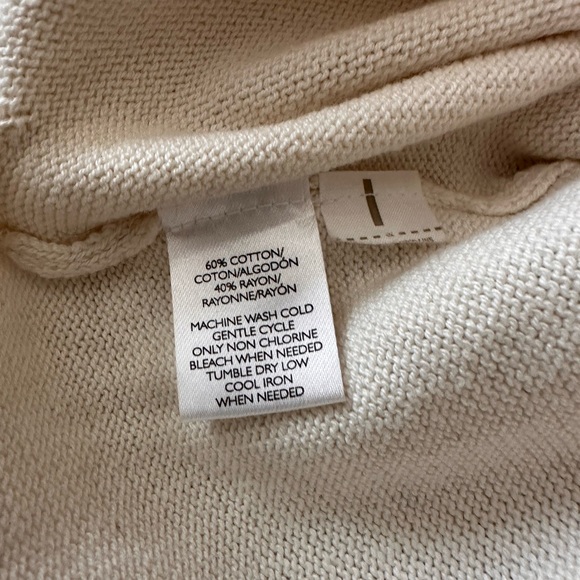 60% COTTON/
COTON/ALGODÓN
40% RAYON/
RAYONNE/RAYÓN
MACHINE WASH COLD
GENTLE CYCLE
ONLY NON CHLORINE
BLEACH WHEN NEEDED
TUMBLE DRY LOW
COOL IRON
WHEN NEEDED